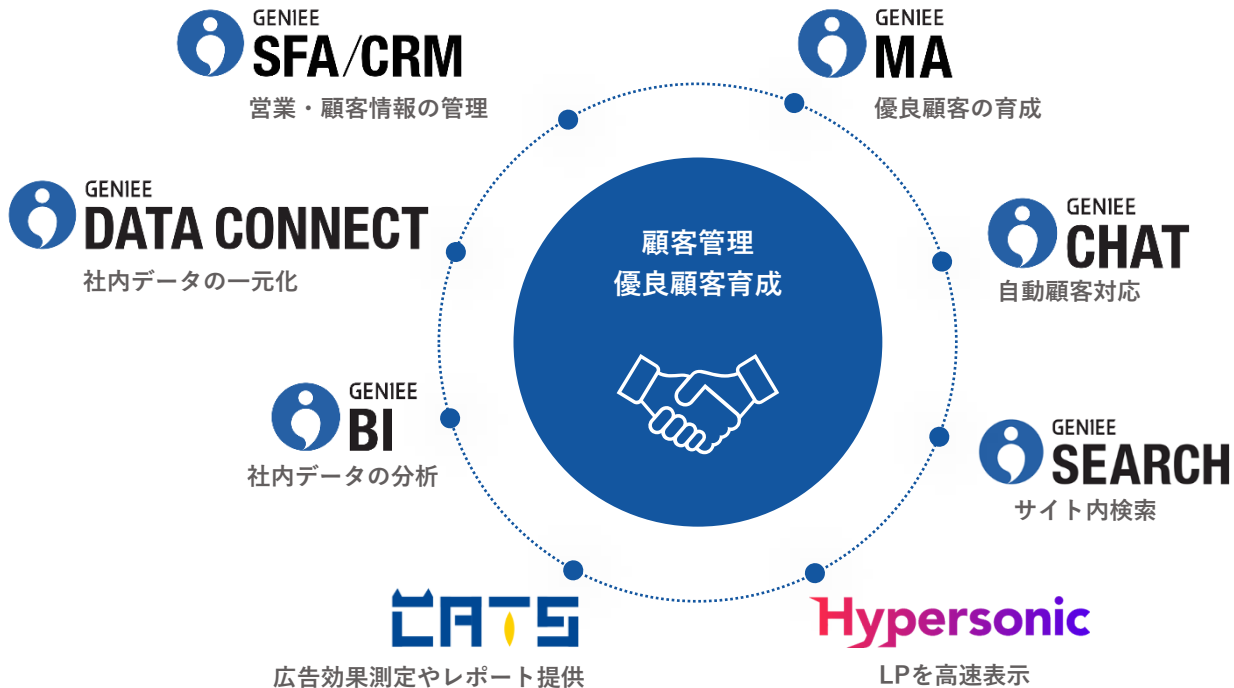 GENIEE
SFA/CRM
営業・顧客情報の管理
GENIEE
MA
優良顧客の育成
GENIEE
DATA CONNECT
社内データの一元化
GENIEE
CHAT
自動顧客対応
顧客管理
優良顧客育成
GENIEE
BI
社内データの分析
GENIEE
SEARCH
サイト内検索
CATS
広告効果測定やレポート提供
Hypersonic
LPを高速表示